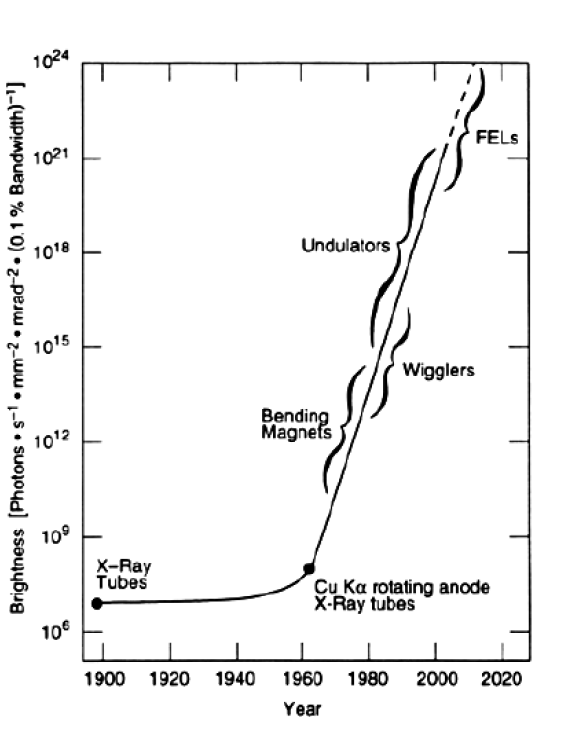 10²⁴
10²¹
10¹⁸
10¹⁵
10¹²
10⁹
10⁶
Brightness [Photons • s⁻¹ • mm⁻² • mrad⁻² • (0.1 % Bandwidth)⁻¹]
FELs
Undulators
Wigglers
Bending
Magnets
X–Ray
Tubes
Cu Kα rotating anode
X-Ray tubes
1900 1920 1940 1960 1980 2000 2020
Year